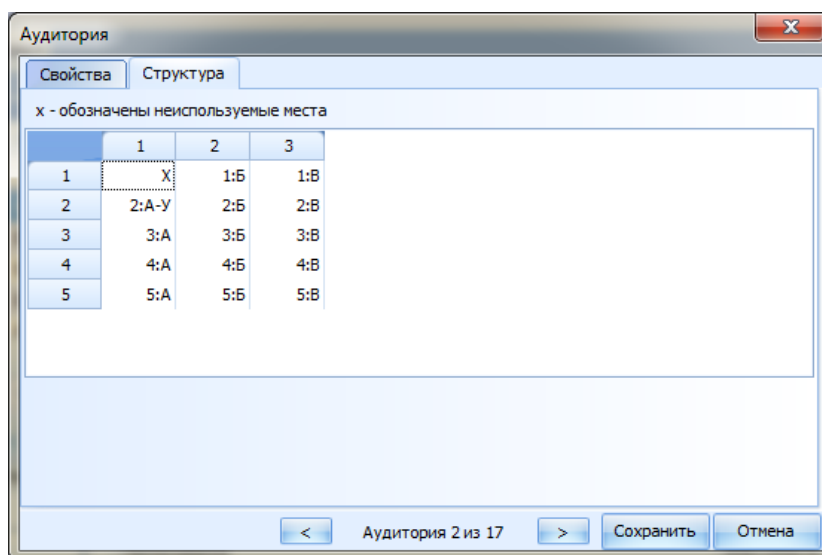 Аудитория
Свойства Структура
х - обозначены неиспользуемые места
1 2 3
1 X 1:Б 1:В
2 2:А-У 2:Б 2:В
3 3:А 3:Б 3:В
4 4:А 4:Б 4:В
5 5:А 5:Б 5:В
< Аудитория 2 из 17 > Сохранить Отмена